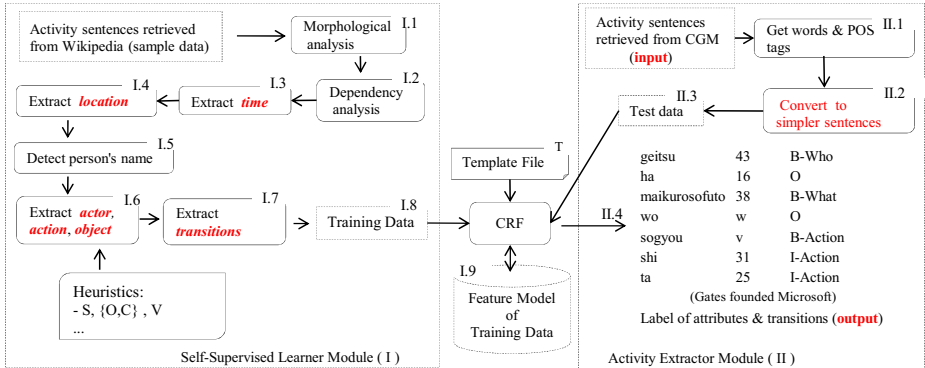 Activity sentences retrieved
from Wikipedia (sample data)
I.1
Morphological
analysis
I.2
Dependency
analysis
I.3
Extract time
I.4
Extract location
I.5
Detect person's name
I.6
Extract actor,
action, object
I.7
Extract
transitions
I.8
Training Data
Heuristics:
- S, {O,C} , V
...
Self-Supervised Learner Module ( I )
T
Template File
CRF
I.9
Feature Model
of
Training Data
Activity sentences
retrieved from CGM
(input)
II.1
Get words & POS
tags
II.2
Convert to
simpler sentences
II.3
Test data
II.4
geitsu 43 B-Who
ha 16 O
maikurosofuto 38 B-What
wo w O
sogyou v B-Action
shi 31 I-Action
ta 25 I-Action
(Gates founded Microsoft)
Label of attributes & transitions (output)
Activity Extractor Module ( II )